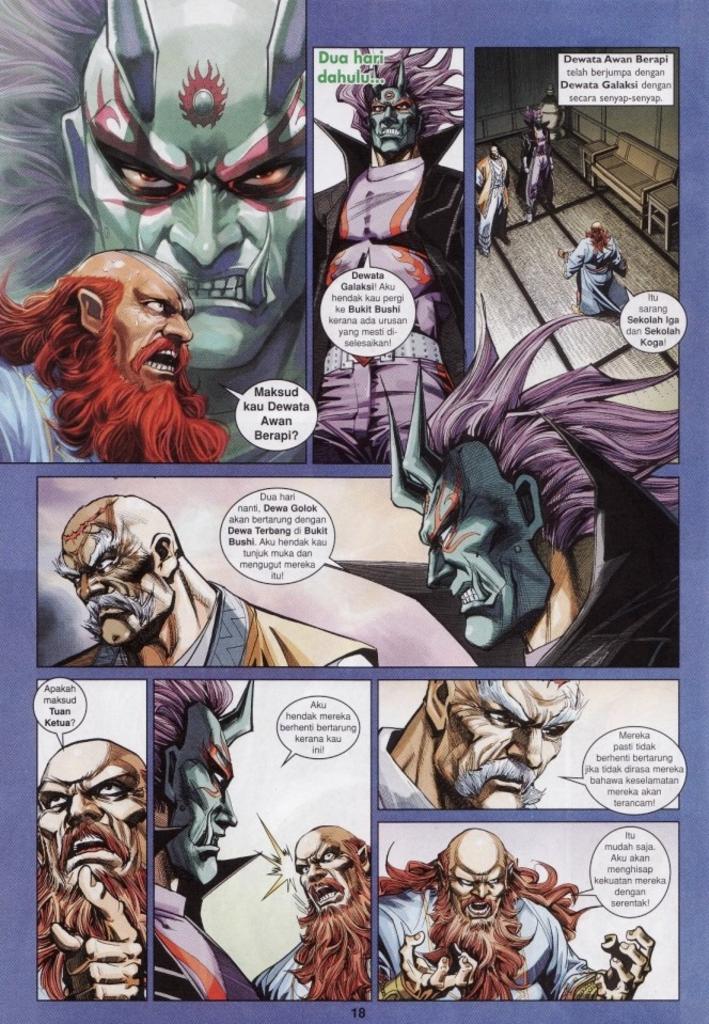 Maksud
kau Dewata
Awan
Berapi?
Dua hari
dahulu...
Dewata
Galaksi! Aku
hendak kau pergi
ke Bukit Bushi
kerana ada urusan
yang mesti di-
selesaikan!
Dewata Awan Berapi
telah berjumpa dengan
Dewata Galaksi dengan
secara senyap-senyap.
Itu
sarang
Sekolah Iga
dan Sekolah
Koga!
Dua hari
nanti, Dewa Golok
akan bertarung dengan
Dewa Terbang di Bukit
Bushi. Aku hendak kau
tunjuk muka dan
mengugut mereka
itu!
Apakah
maksud
Tuan
Ketua?
Aku
hendak mereka
berhenti bertarung
kerana kau
ini!
Mereka
pasti tidak
berhenti bertarung
jika tidak dirasa mereka
bahawa keselamatan
mereka akan
terancam!
Itu
mudah saja.
Aku akan
menghisap
kekuatan mereka
dengan
serentak!
18